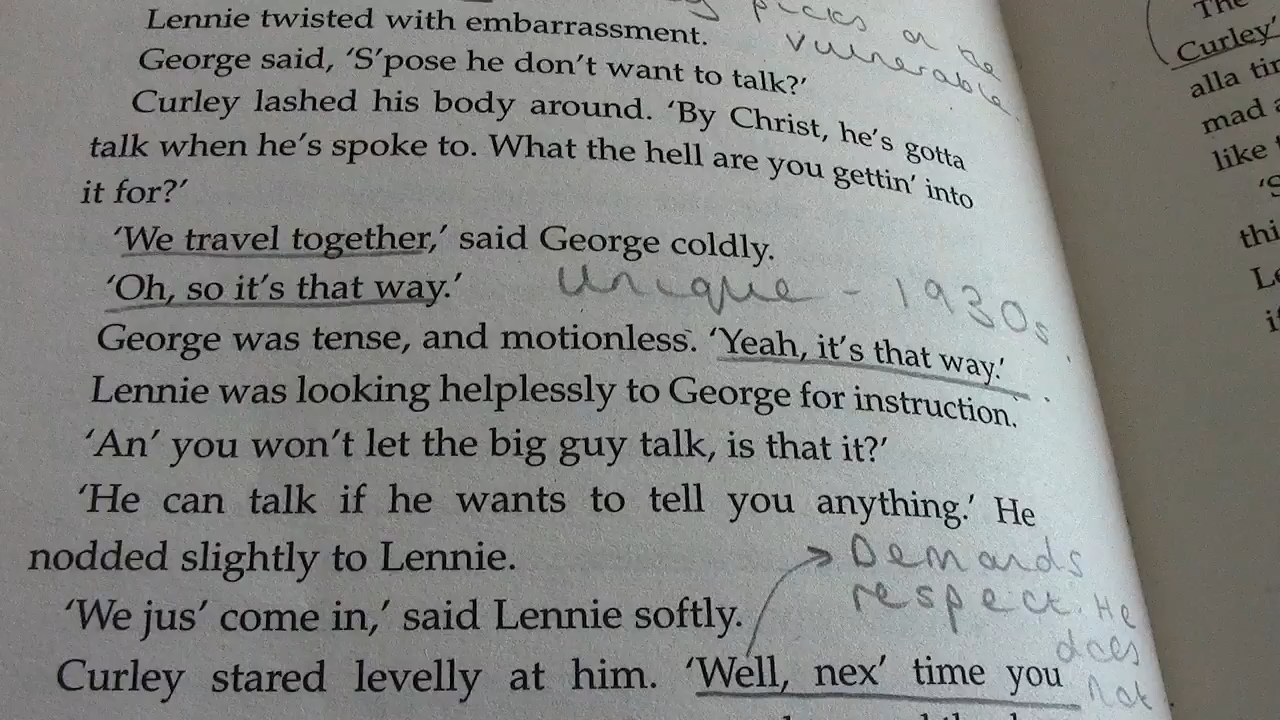 picks on the
vulnerable.
Lennie twisted with embarrassment.
George said, ‘S’pose he don’t want to talk?’
Curley lashed his body around. ‘By Christ, he’s gotta
talk when he’s spoke to. What the hell are you gettin’ into
it for?’
‘We travel together,’ said George coldly.
‘Oh, so it’s that way.’ unique - 1930s.
George was tense, and motionless. ‘Yeah, it’s that way.’
Lennie was looking helplessly to George for instruction.
‘An’ you won’t let the big guy talk, is that it?’
‘He can talk if he wants to tell you anything.’ He
nodded slightly to Lennie.
Demands
respect. He
does
not
‘We jus’ come in,’ said Lennie softly.
Curley stared levelly at him. ‘Well, nex’ time you
The
Curley’
alla
mad
like